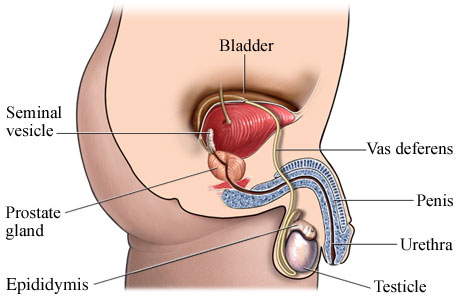 Bladder
Seminal
vesicle
Vas deferens
Prostate
gland
Penis
Urethra
Epididymis
Testicle